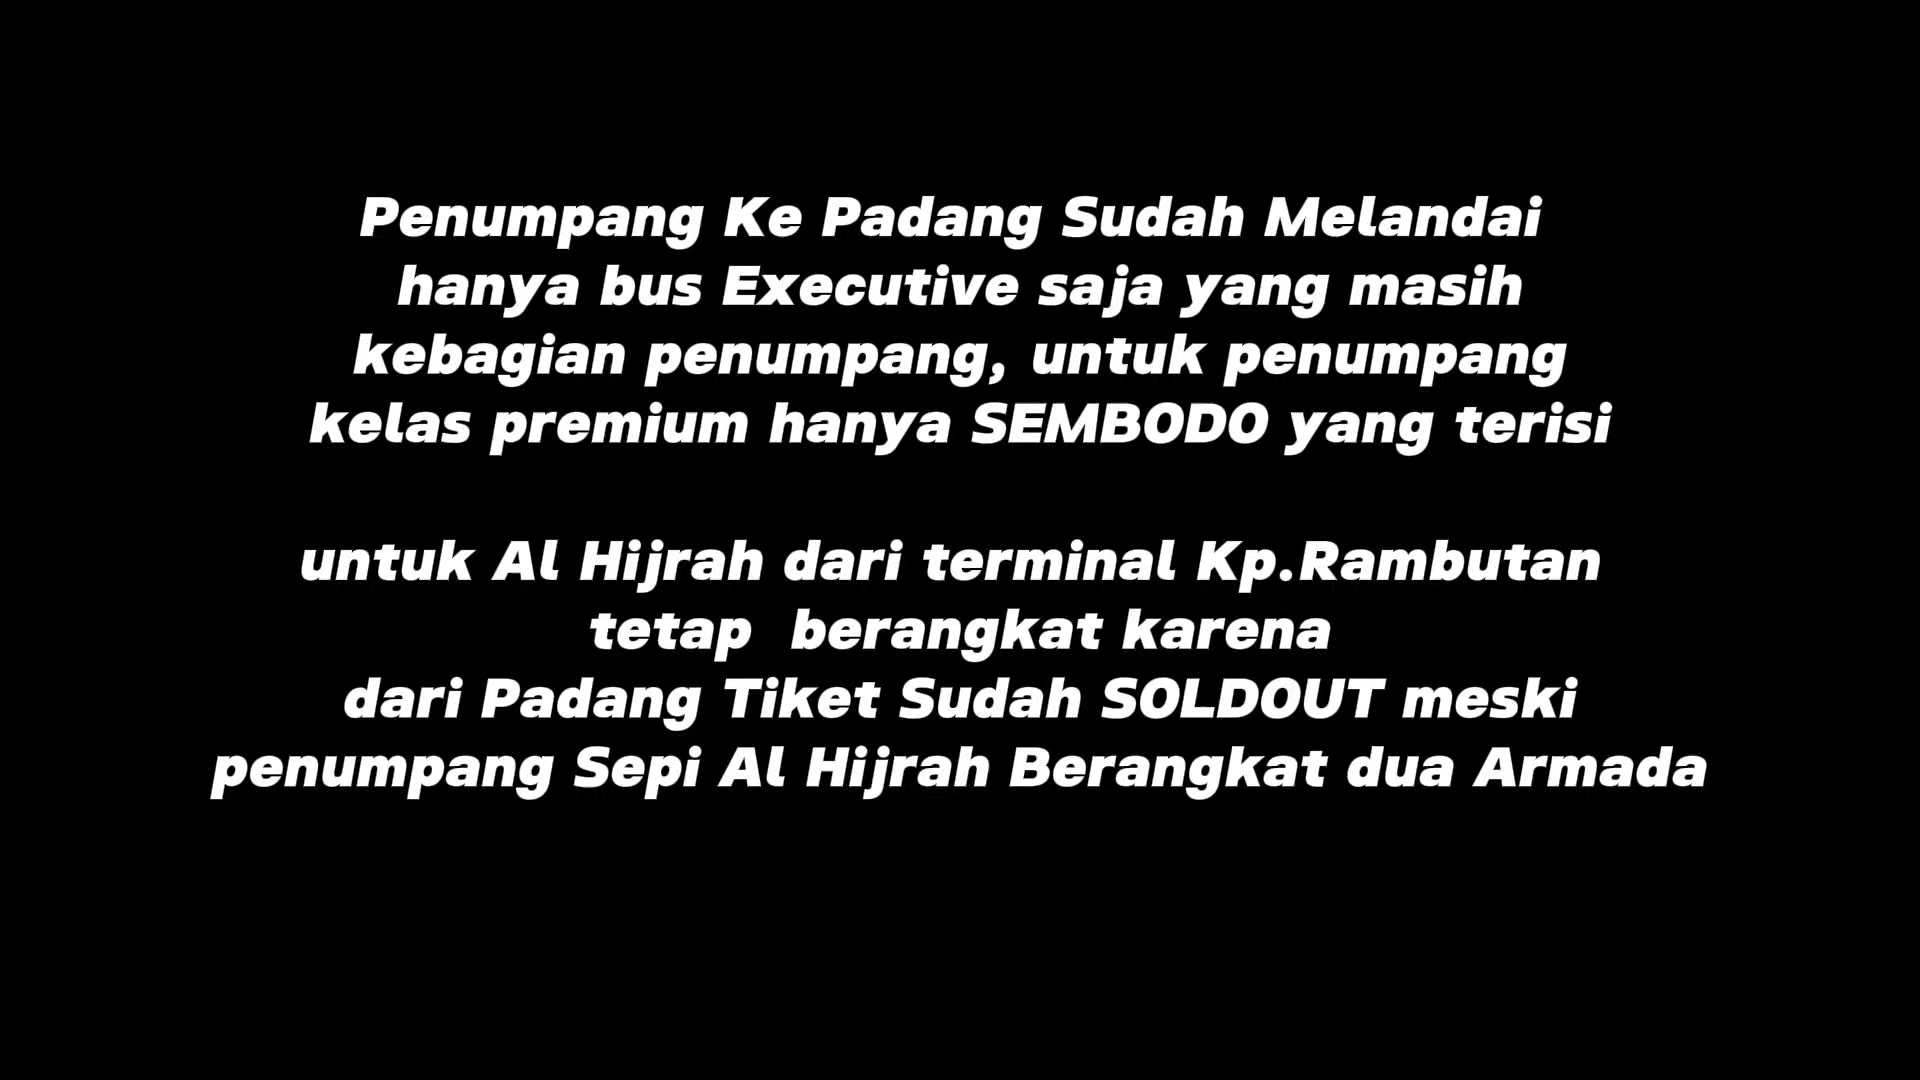 Penumpang Ke Padang Sudah Melandai
hanya bus Executive saja yang masih
kebagian penumpang, untuk penumpang
kelas premium hanya SEMBODO yang terisi
untuk Al Hijrah dari terminal Kp.Rambutan
tetap  berangkat karena
dari Padang Tiket Sudah SOLDOUT meski
penumpang Sepi Al Hijrah Berangkat dua Armada